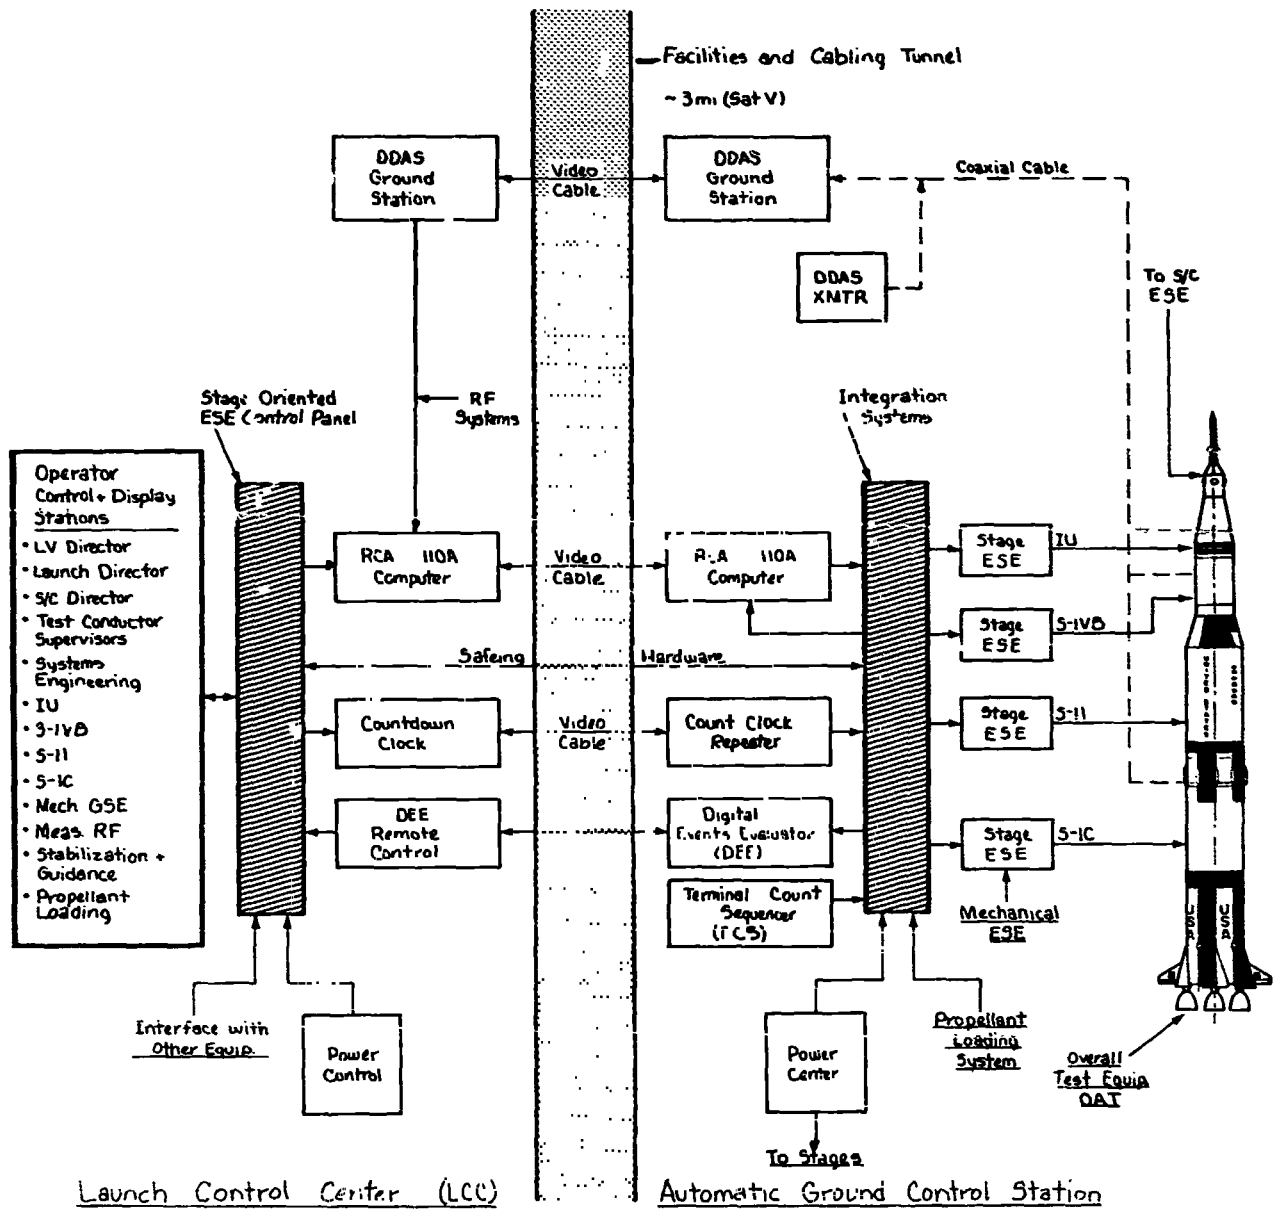 Facilities and Cabling Tunnel
~ 3mi (Sat V)
DDAS
Ground
Station
Video
Cable
DDAS
Ground
Station
Coaxial Cable
DDAS
XMTR
To S/C
ESE
Stage Oriented
ESE Control Panel
RF
Systems
Integration
Systems
Operator
Control + Display
Stations
• LV Director
• Launch Director
• S/C Director
• Test Conductor
Supervisors
• Systems
Engineering
• IU
• S-IVB
• S-II
• S-IC
• Mech GSE
• Meas. RF
• Stabilization +
Guidance
• Propellant
Loading
RCA 110A
Computer
Video
Cable
RCA 110A
Computer
Stage
ESE
IU
Stage
ESE
S-IVB
Safeing Hardware
Countdown
Clock
Video
Cable
Count Clock
Repeater
Stage
ESE
S-II
DEE
Remote
Control
Digital
Events Evaluator
(DEE)
Stage
ESE
S-IC
Terminal Count
Sequencer
(TCS)
Mechanical
ESE
USA
USA
Interface with
Other Equip.
Power
Control
Power
Center
Propellant
Loading
System
Overall
Test Equip
OAT
To Stages
Launch Control Center (LCC)
Automatic Ground Control Station